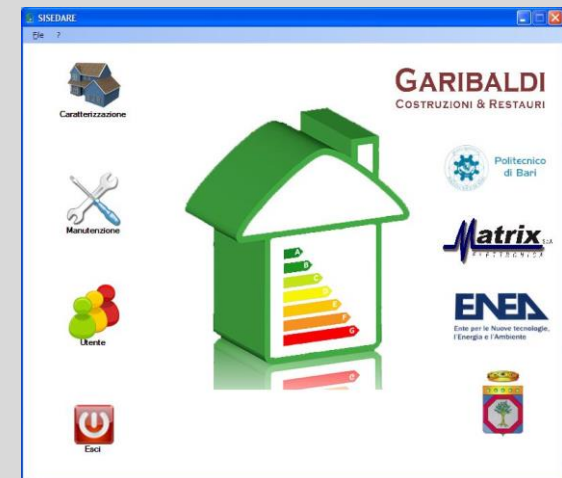 SISEDARE
File ?
Caratterizzazione
Manutenzione
Utente
Esci
A
B
C
D
E
F
G
G
GARIBALDI
COSTRUZIONI & RESTAURI
Politecnico
di Bari
Matrix S.p.A
ELETTRONICA
ENEA
Ente per le Nuove tecnologie,
l'Energia e l'Ambiente